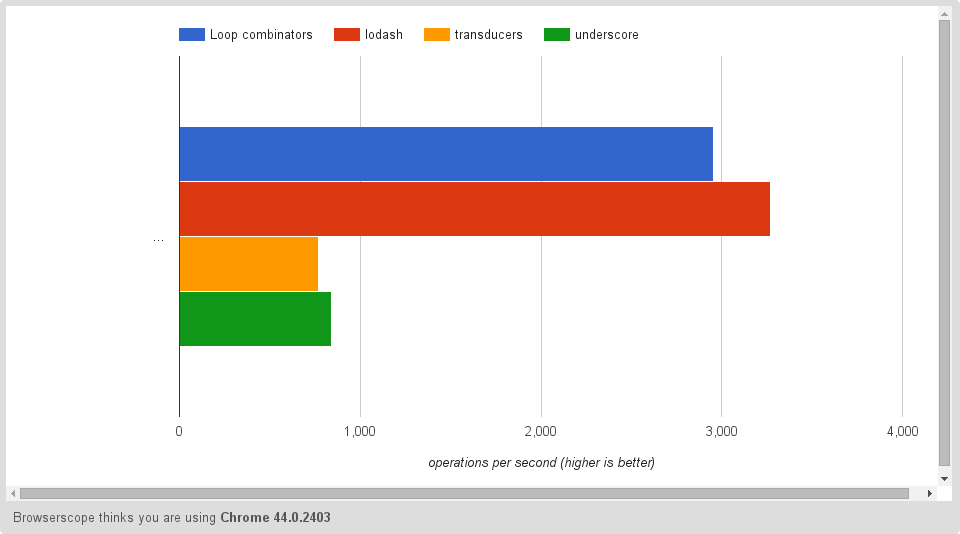 Loop combinators lodash transducers underscore
...
0 1,000 2,000 3,000 4,000
operations per second (higher is better)
Browserscope thinks you are using Chrome 44.0.2403